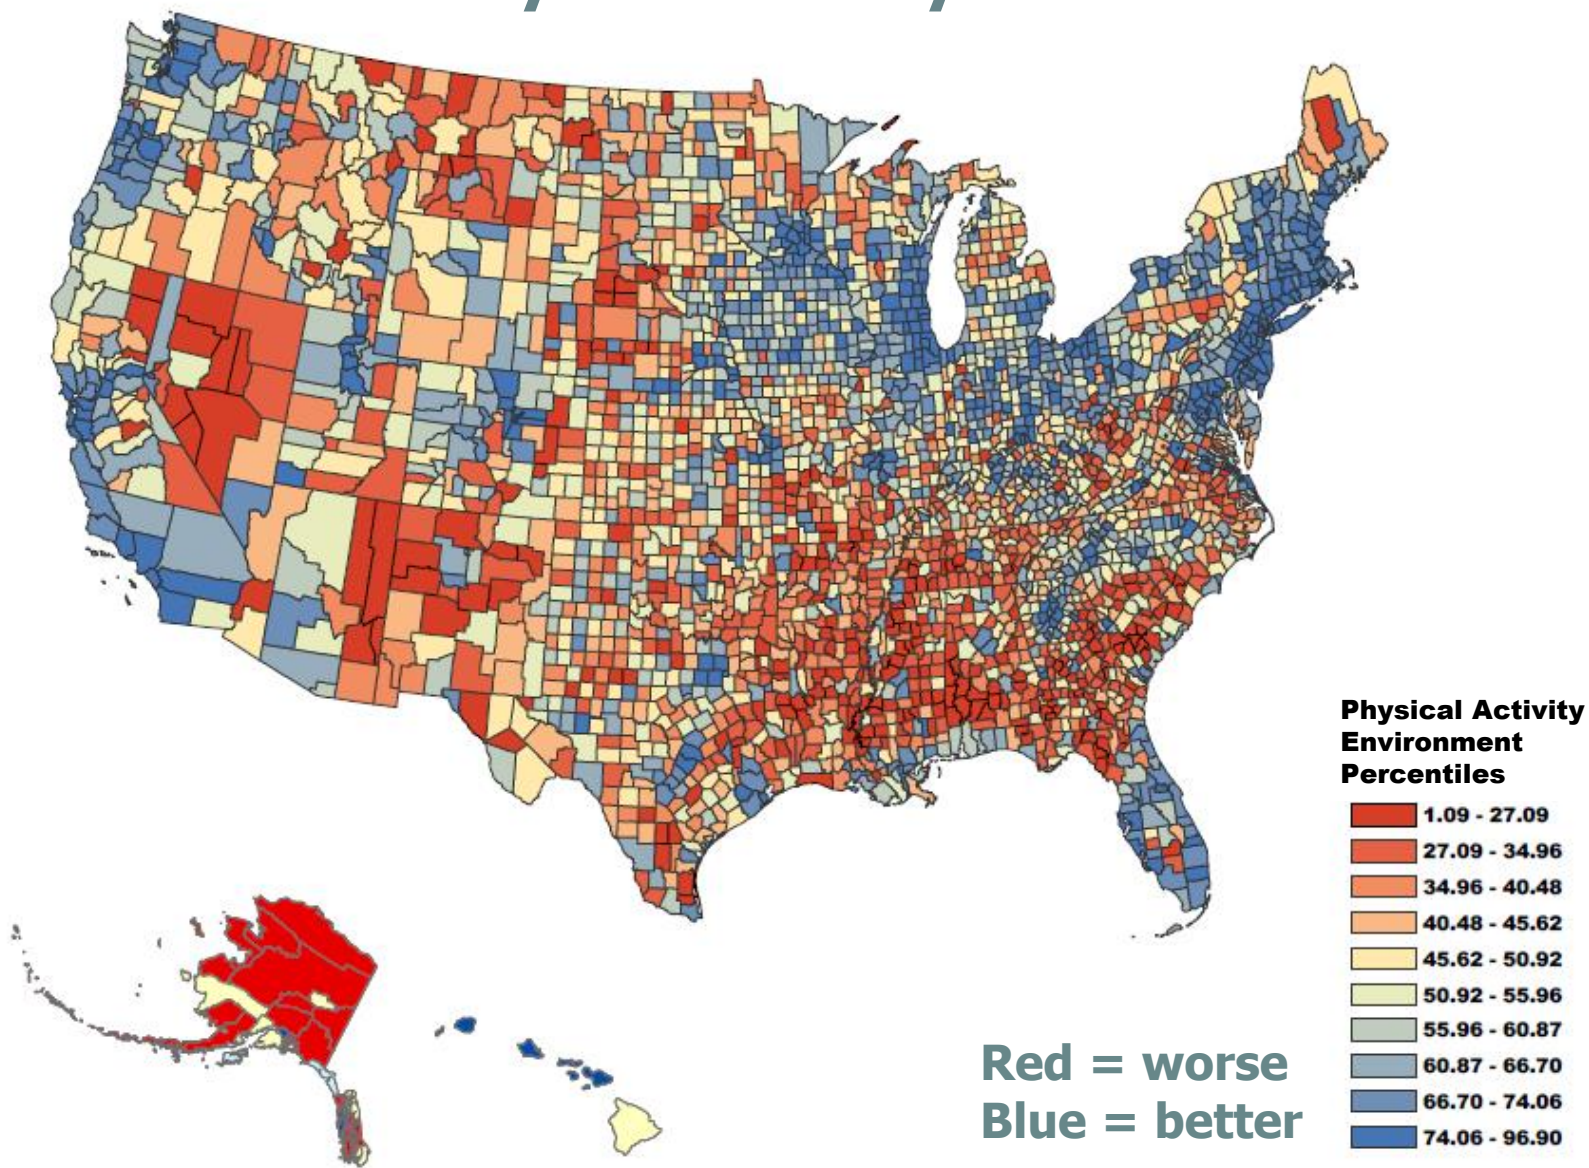 Physical Activity
Environment
Percentiles
1.09 - 27.09
27.09 - 34.96
34.96 - 40.48
40.48 - 45.62
45.62 - 50.92
50.92 - 55.96
55.96 - 60.87
60.87 - 66.70
66.70 - 74.06
74.06 - 96.90
Red = worse
Blue = better